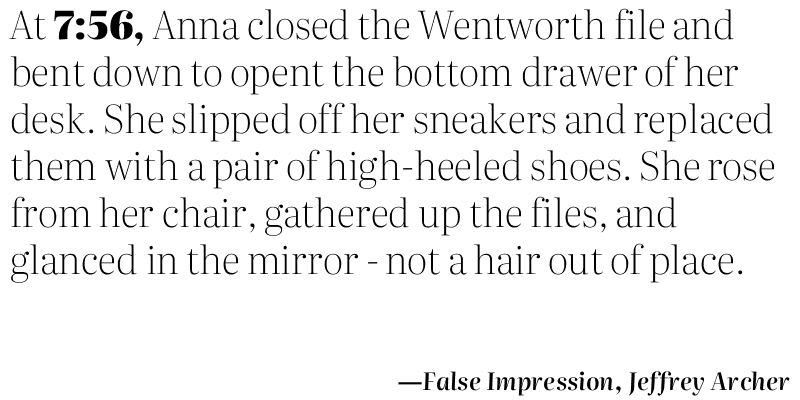 At 7:56, Anna closed the Wentworth file and
bent down to opent the bottom drawer of her
desk. She slipped off her sneakers and replaced
them with a pair of high-heeled shoes. She rose
from her chair, gathered up the files, and
glanced in the mirror - not a hair out of place.
—False Impression, Jeffrey Archer